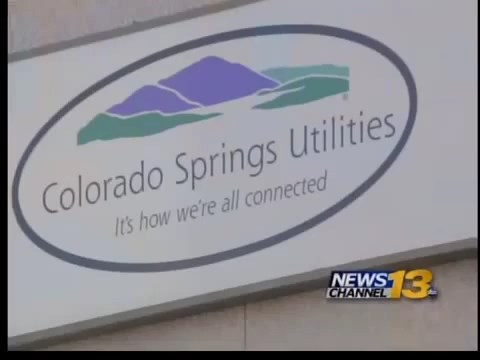 Colorado Springs Utilities
It's how we're all connected
NEWS
CHANNEL 13